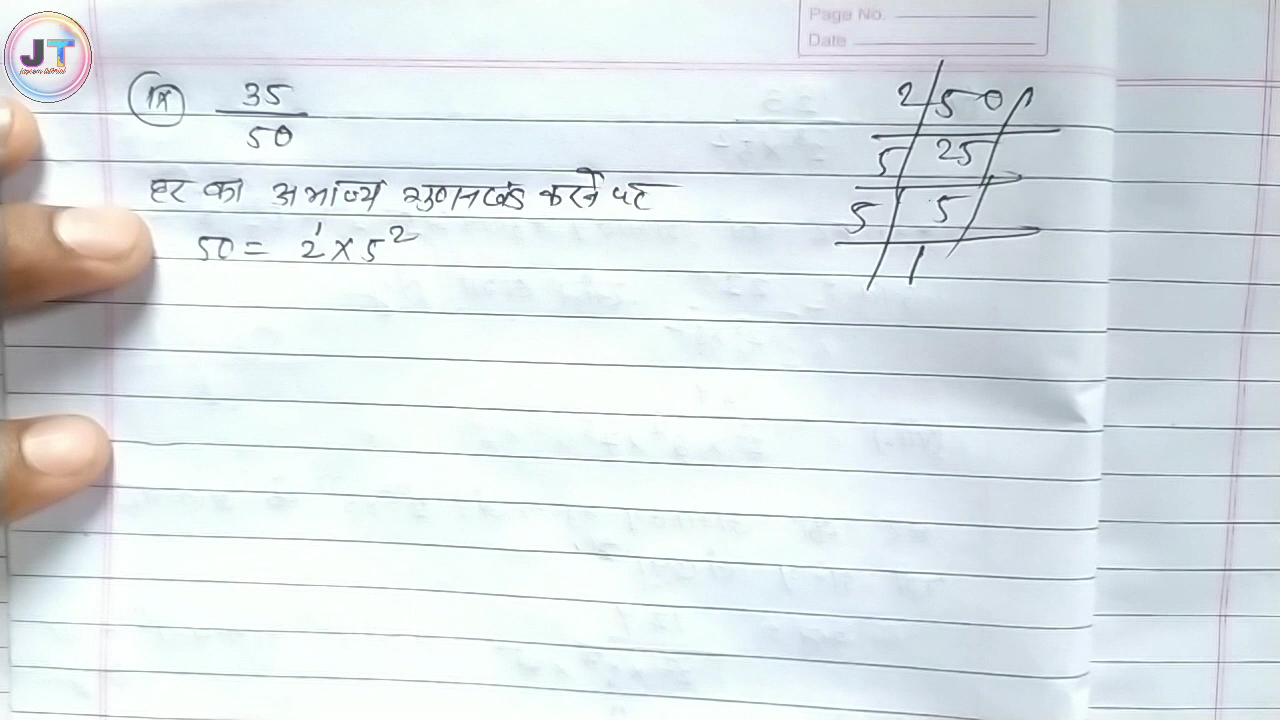 JT
Page No.
Date
ix 35/50
हर का अभाज्य गुणनखंड करने पर
50 = 2¹ × 5²
2 50
5 25
5 5
1